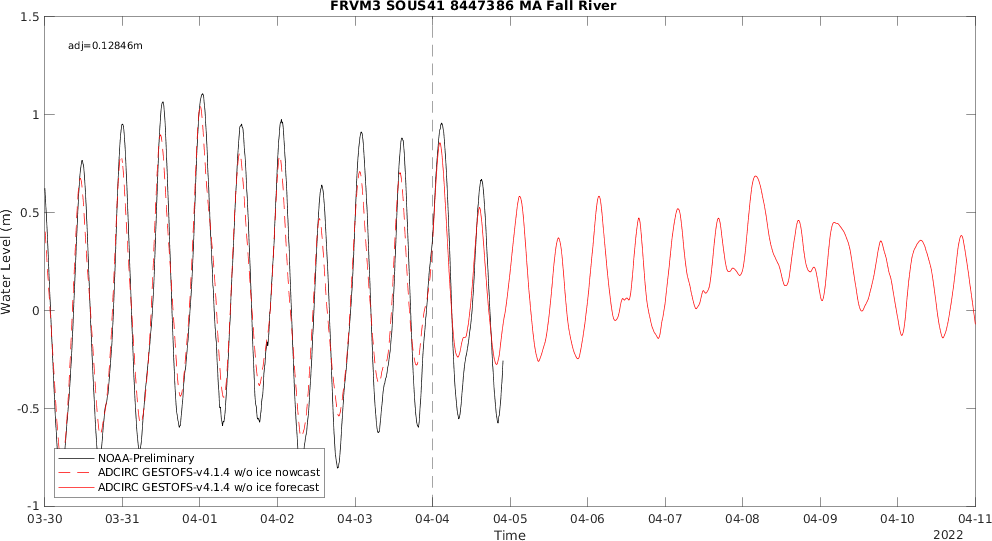 FRVM3 SOUS41 8447386 MA Fall River
adj=0.12846m
1.5
1
0.5
0
-0.5
-1
Water Level (m)
NOAA-Preliminary
ADCIRC GESTOFS-v4.1.4 w/o ice nowcast
ADCIRC GESTOFS-v4.1.4 w/o ice forecast
03-30 03-31 04-01 04-02 04-03 04-04 04-05 04-06 04-07 04-08 04-09 04-10 04-11
Time
2022